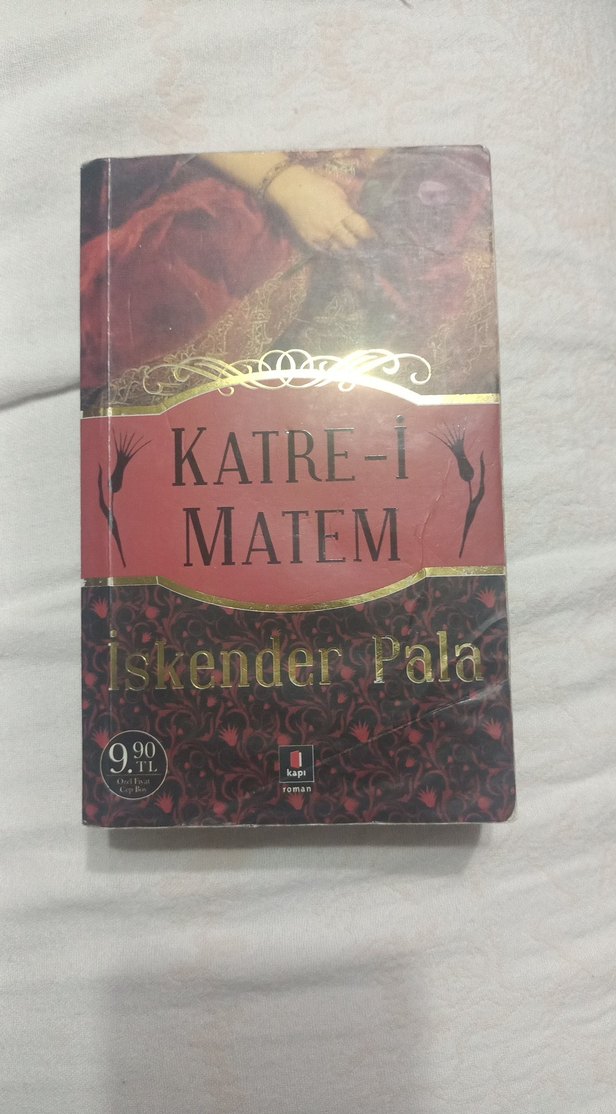 KATRE-İ
MATEM
İskender Pala
9.90
TL
Özel Fiyat
Cep Boy
kapı
roman